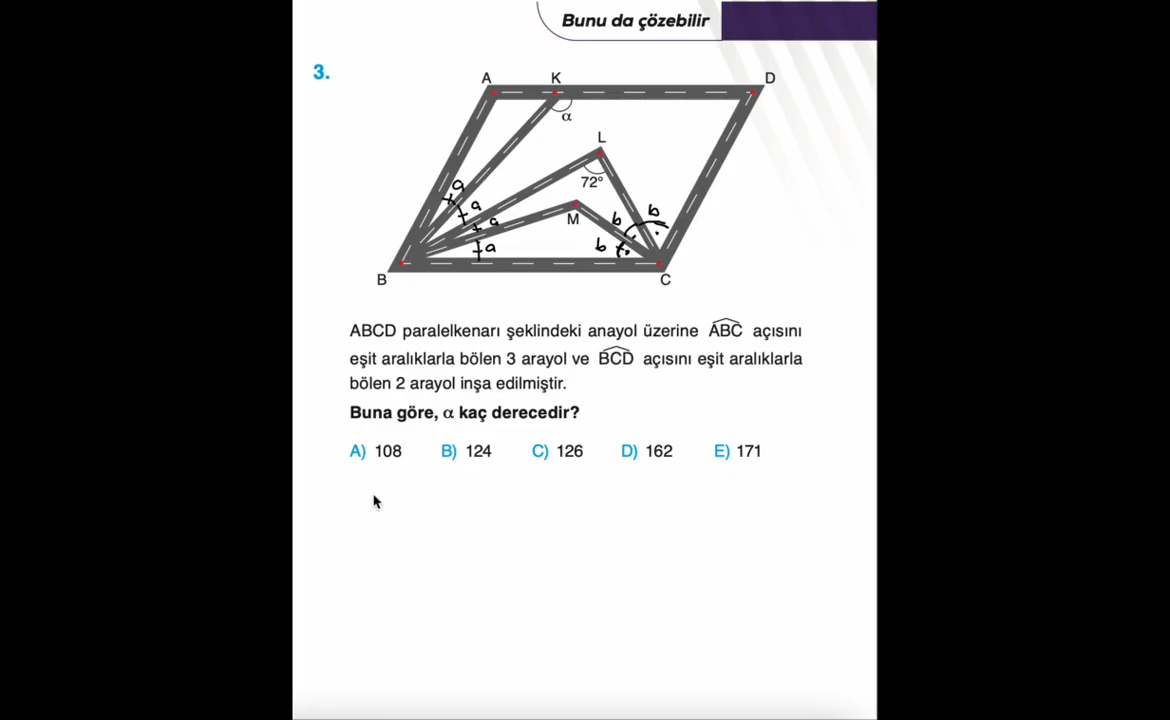 Bunu da çözebilir
3.
A K D
α
L
72°
M
a
a
a
a
b
b
b
B C
ABCD paralelkenarı şeklindeki anayol üzerine ABC açısını
eşit aralıklarla bölen 3 arayol ve BCD açısını eşit aralıklarla
bölen 2 arayol inşa edilmiştir.
Buna göre, α kaç derecedir?
A) 108 B) 124 C) 126 D) 162 E) 171